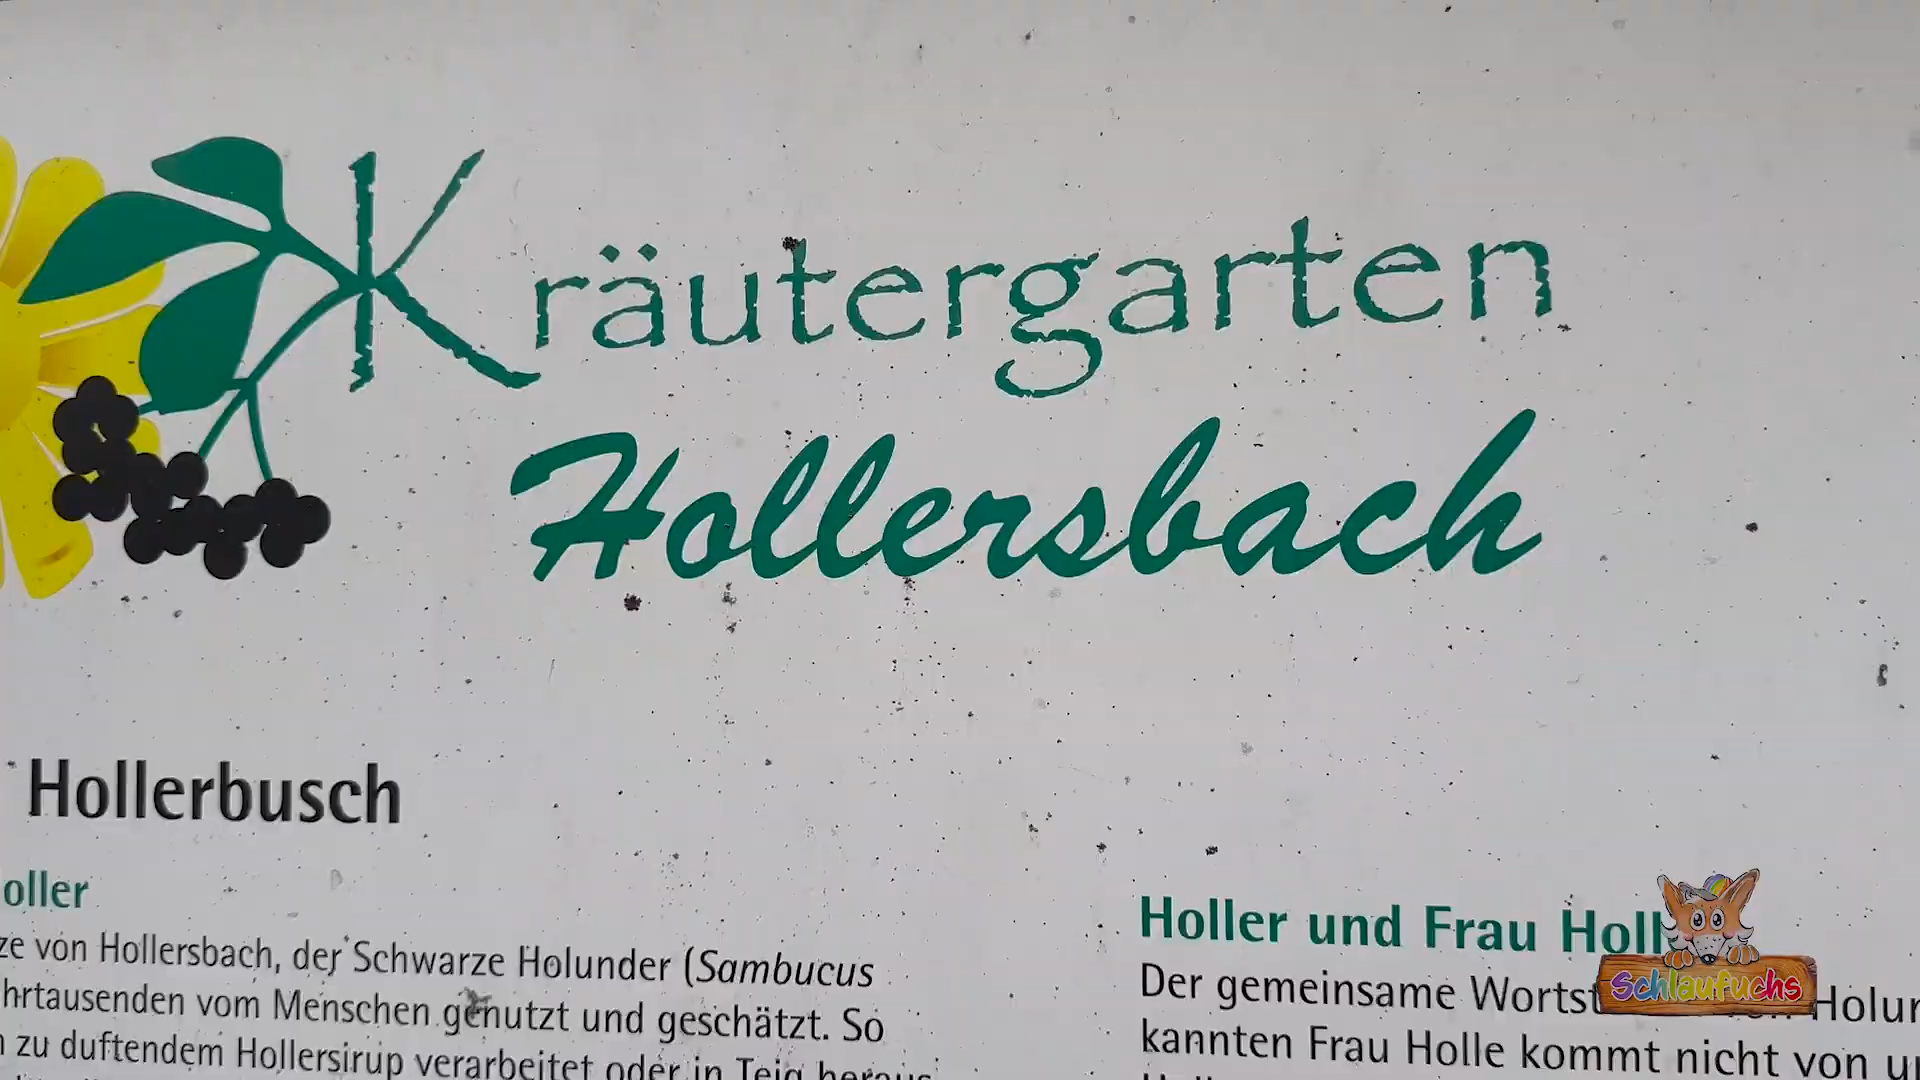 Kräutergarten
Hollersbach
Hollerbusch
oller
ze von Hollersbach, der Schwarze Holunder (Sambucus
hrtausenden vom Menschen genutzt und geschätzt. So
zu duftendem Hollersirup verarbeitet oder in Teig heraus
Holler und Frau Holl
Der gemeinsame Wortst von Holun
kannten Frau Holle kommt nicht von u
Schlaufuchs